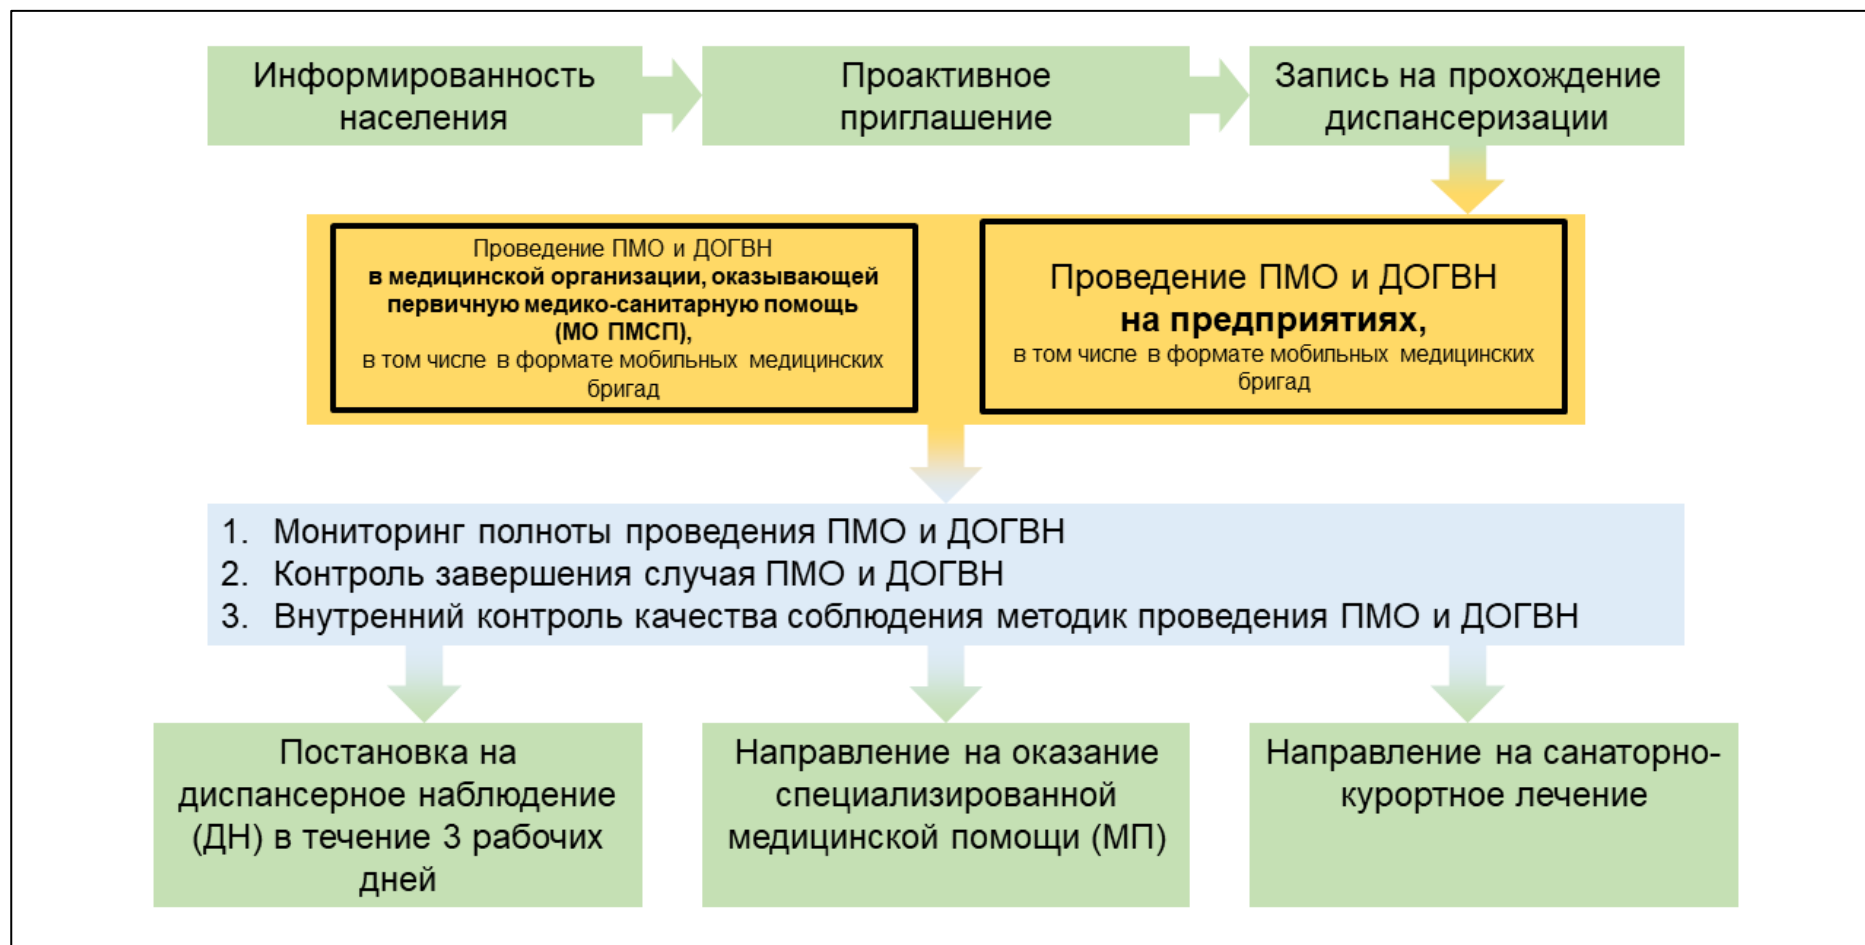 Информированность
населения
Проактивное
приглашение
Запись на прохождение
диспансеризации
Проведение ПМО и ДОГВН
в медицинской организации, оказывающей
первичную медико-санитарную помощь
(МО ПМСП),
в том числе в формате мобильных медицинских
бригад
Проведение ПМО и ДОГВН
на предприятиях,
в том числе в формате мобильных медицинских
бригад
1. Мониторинг полноты проведения ПМО и ДОГВН
2. Контроль завершения случая ПМО и ДОГВН
3. Внутренний контроль качества соблюдения методик проведения ПМО и ДОГВН
Постановка на
диспансерное наблюдение
(ДН) в течение 3 рабочих
дней
Направление на оказание
специализированной
медицинской помощи (МП)
Направление на санаторно-
курортное лечение